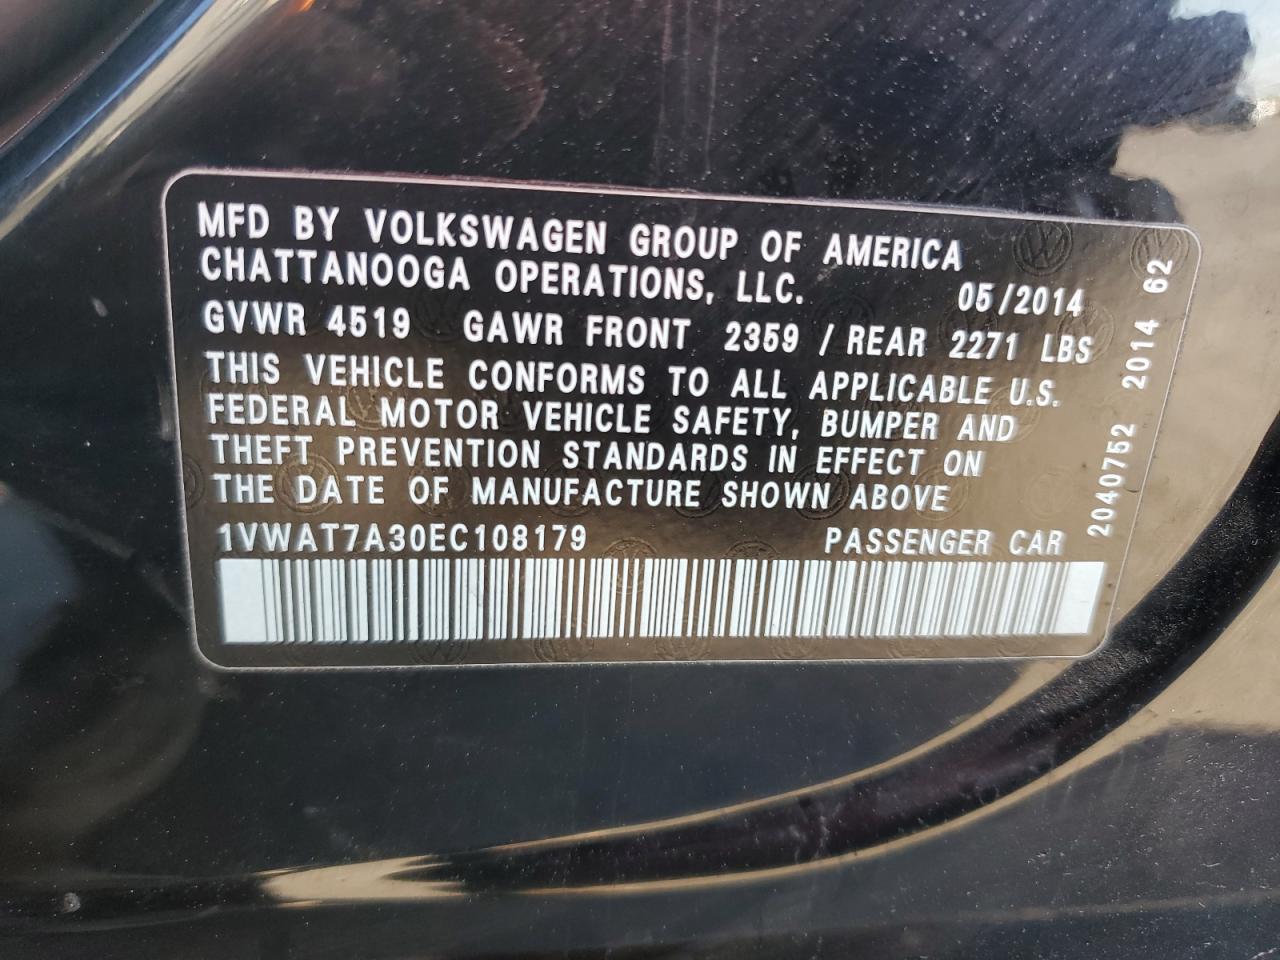 MFD BY VOLKSWAGEN GROUP OF AMERICA
CHATTANOOGA OPERATIONS, LLC. 05/2014
GVWR 4519 GAWR FRONT 2359 / REAR 2271 LBS
THIS VEHICLE CONFORMS TO ALL APPLICABLE U.S.
FEDERAL MOTOR VEHICLE SAFETY, BUMPER AND
THEFT PREVENTION STANDARDS IN EFFECT ON
THE DATE OF MANUFACTURE SHOWN ABOVE
1VWAT7A30EC108179 PASSENGER CAR
2040752 2014 62